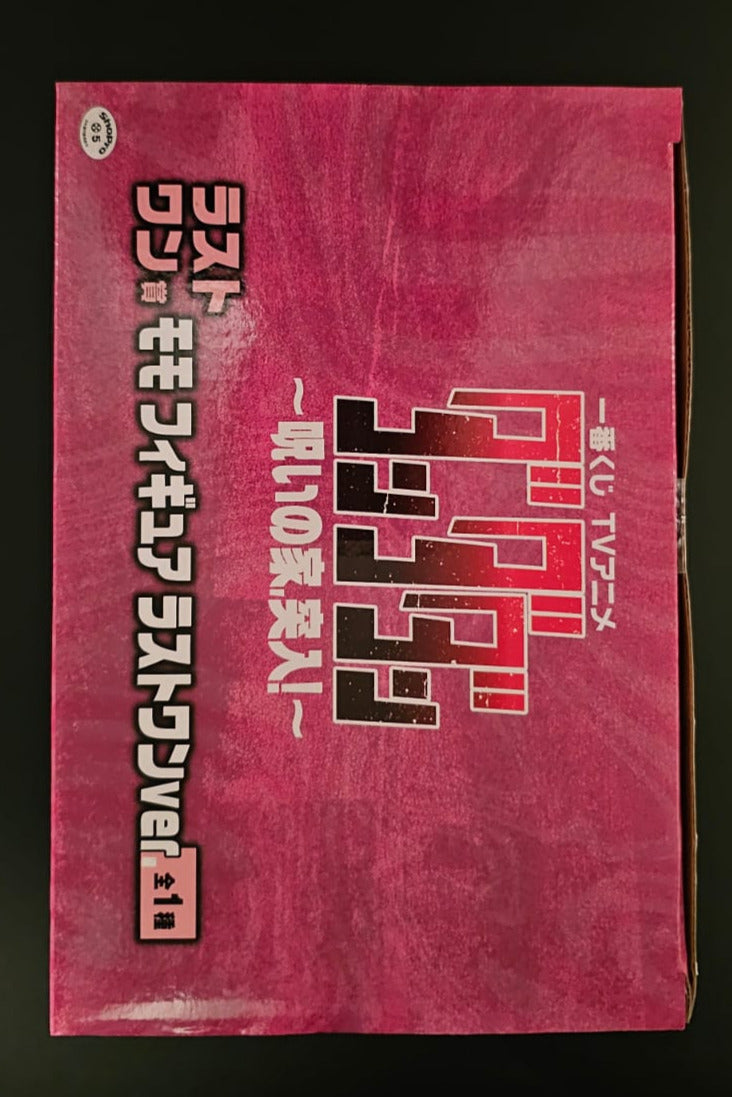 一番くじ TVアニメ
ダンダダン
～呪いの家、突入！～
ラスト
ワン賞 モモ フィギュア ラストワンver. 全1種
ShoPro
5